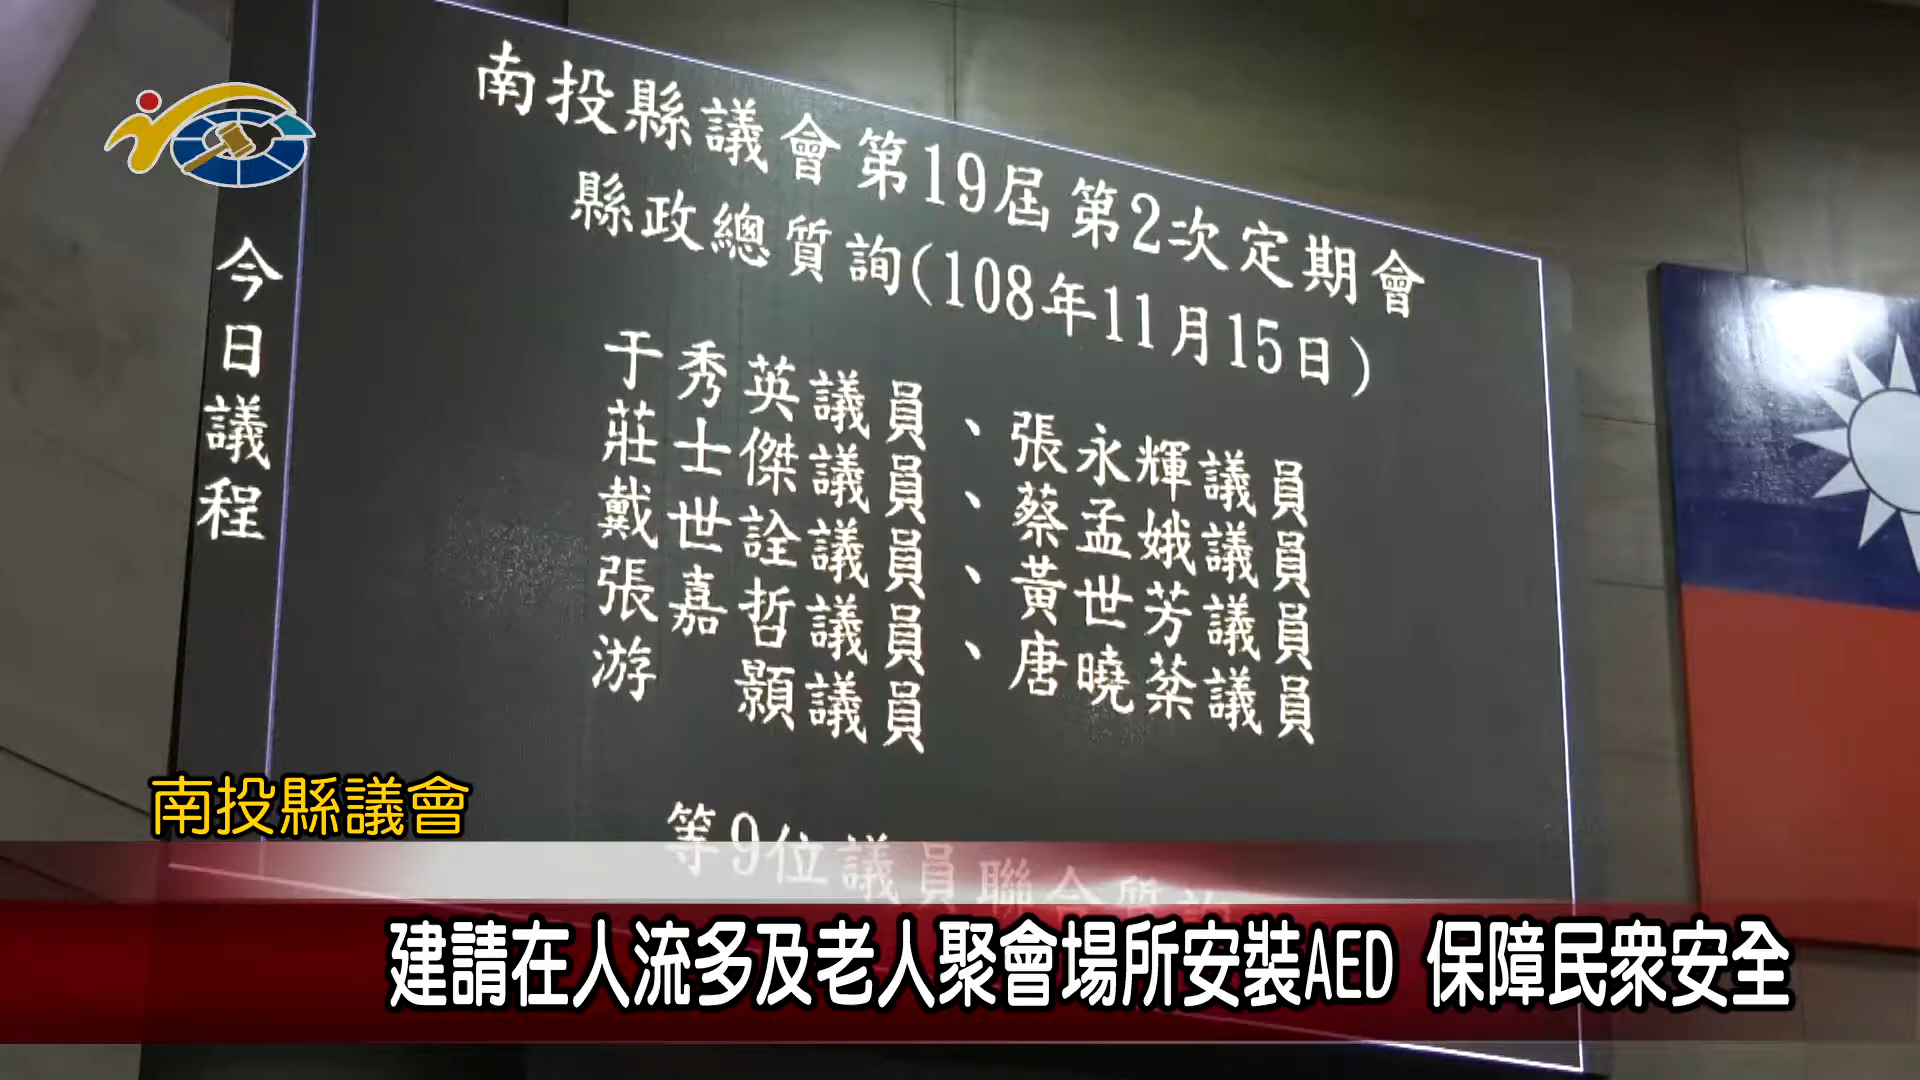 南投縣議會第19屆第2次定期會
縣政總質詢(108年11月15日)
今日議程
于秀英議員、張永輝議員
莊士傑議員、蔡孟娥議員
戴世詮議員、黃世芳議員
張嘉哲議員、唐曉棻議員
游顥議員
等9位議員聯合質詢
南投縣議會
建請在人流多及老人聚會場所安裝AED 保障民眾安全